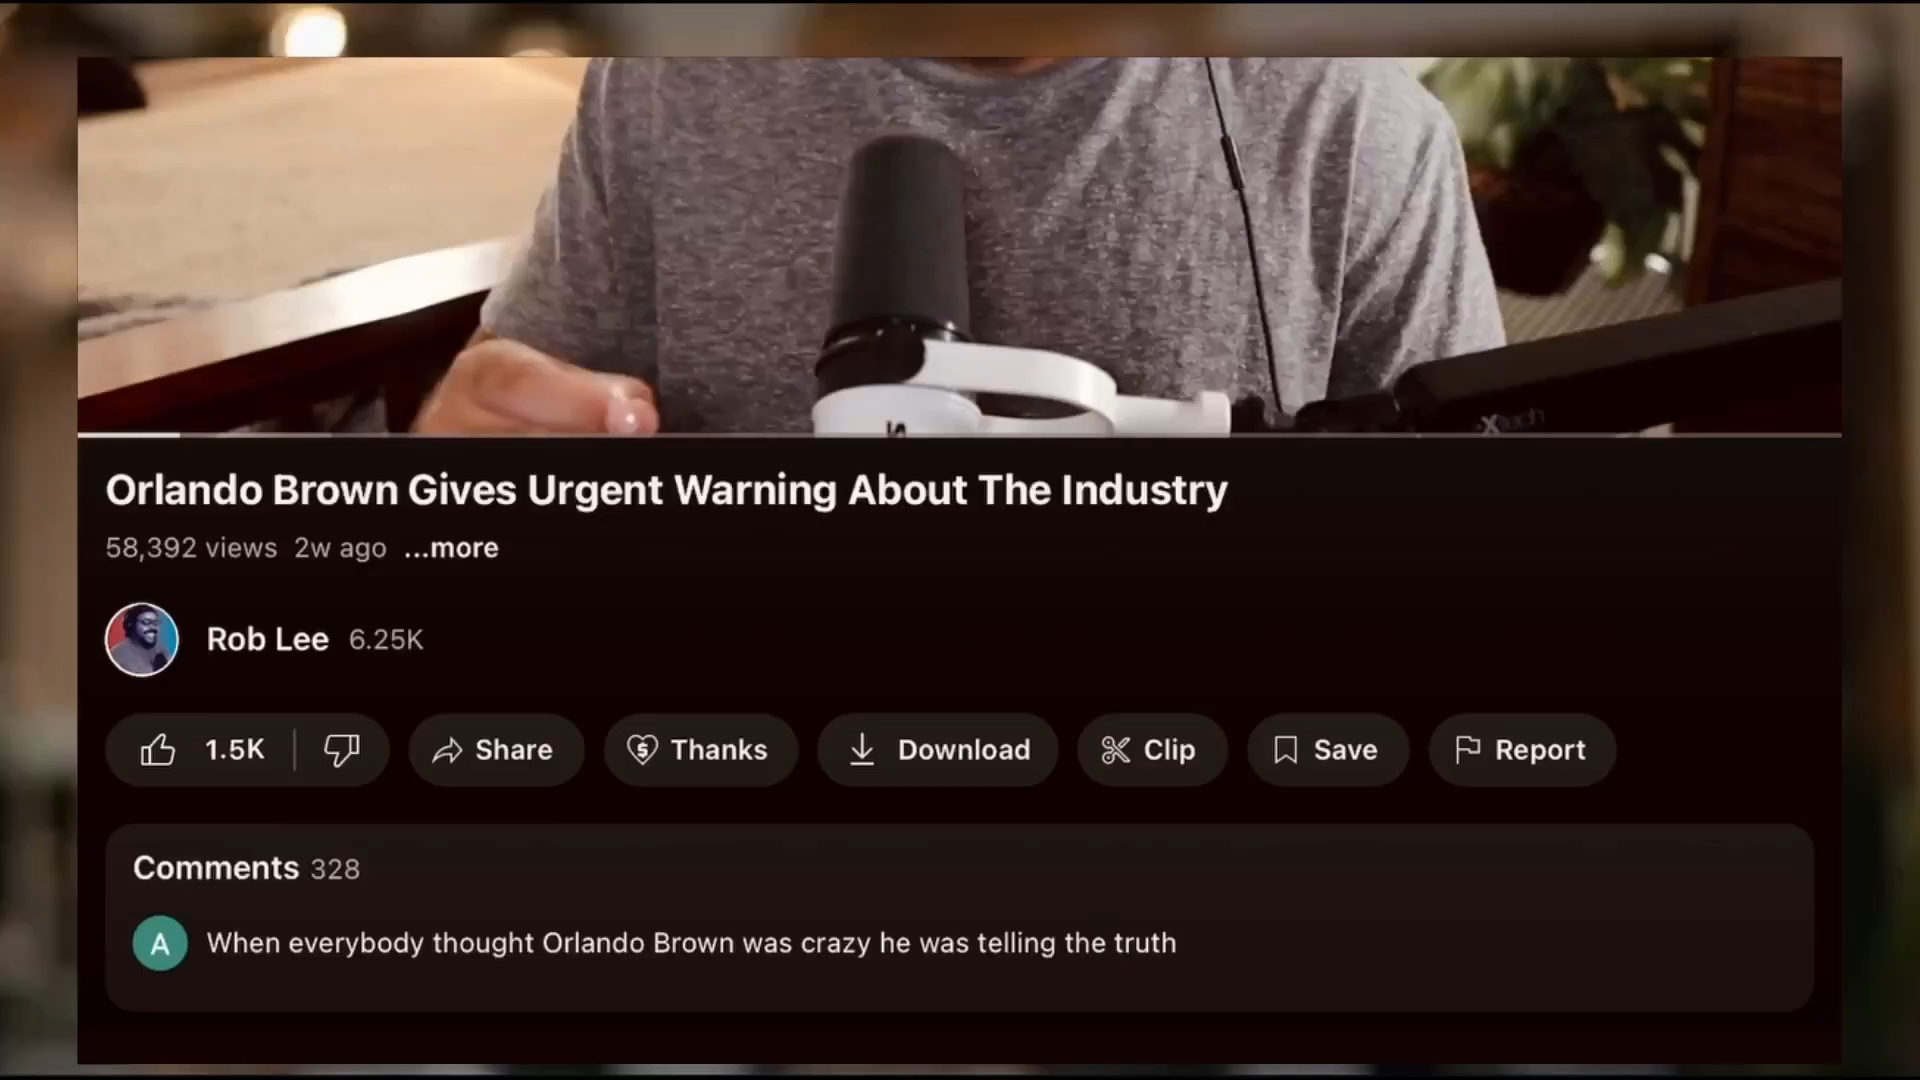 Orlando Brown Gives Urgent Warning About The Industry
58,392 views 2w ago ...more
Rob Lee 6.25K
1.5K Share Thanks Download Clip Save Report
Comments 328
A When everybody thought Orlando Brown was crazy he was telling the truth